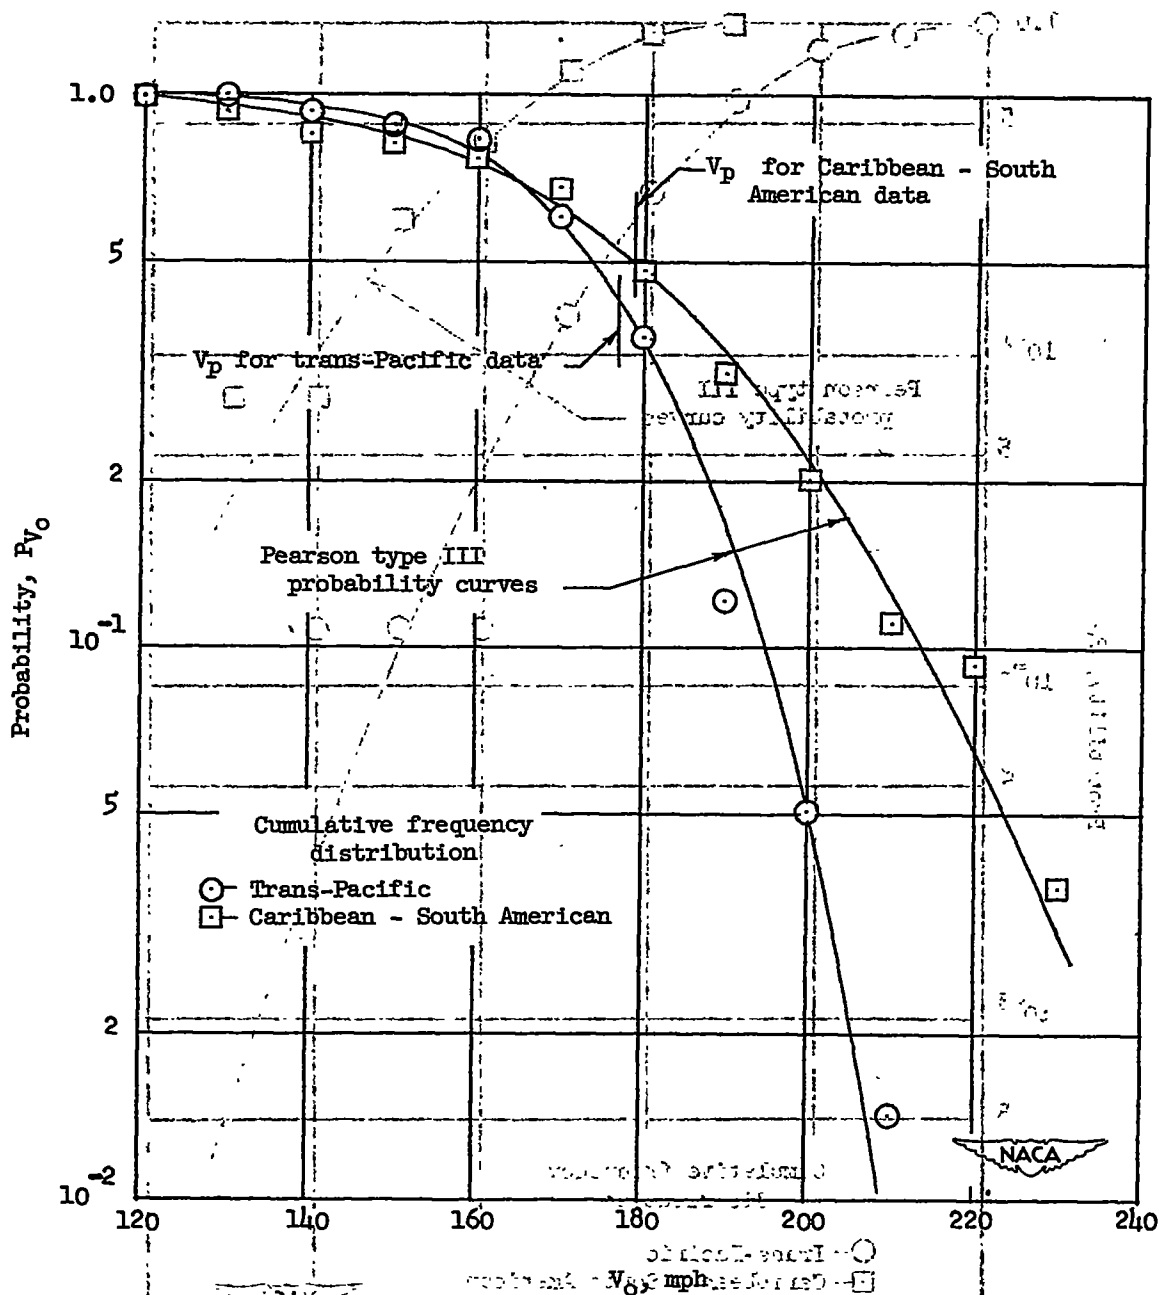 1.0
V_p for Caribbean - South
American data
5
V_p for trans-Pacific data
2
Pearson type III
probability curves
10^-1
Probability, P_V_o
5
Cumulative frequency
distribution
Trans-Pacific
Caribbean - South American
2
NACA
10^-2
120 140 160 180 200 220 240
V_o, mph